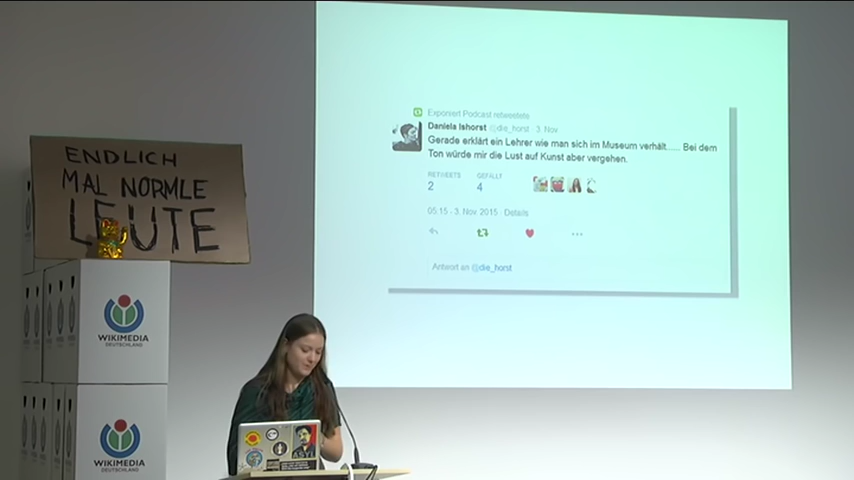 ENDLICH
MAL NORMLE
LEUTE
WIKIMEDIA
DEUTSCHLAND
WIKIMEDIA
DEUTSCHLAND
Exponiert Podcast retweetete
Daniela Ishorst @die_horst · 3. Nov
Gerade erklärt ein Lehrer wie man sich im Museum verhält...... Bei dem
Ton würde mir die Lust auf Kunst aber vergehen.
RETWEETS GEFÄLLT
2 4
05:15 - 3. Nov. 2015 · Details
Antwort an @die_horst